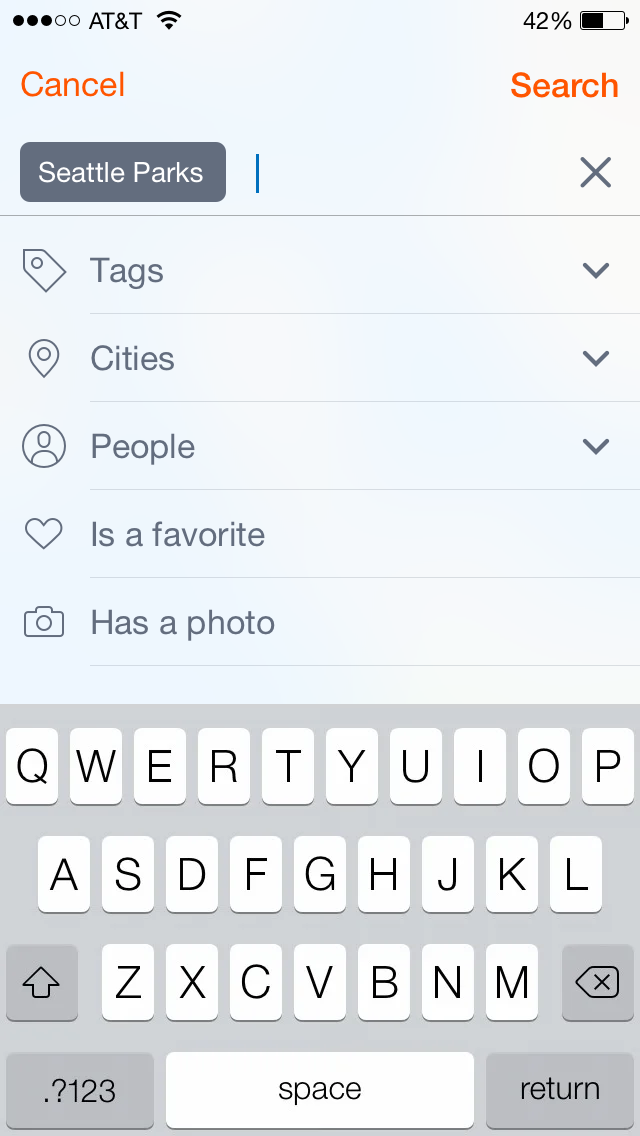 AT&T 42%
Cancel Search
Seattle Parks
Tags
Cities
People
Is a favorite
Has a photo
Q W E R T Y U I O P
A S D F G H J K L
Z X C V B N M
.?123 space return